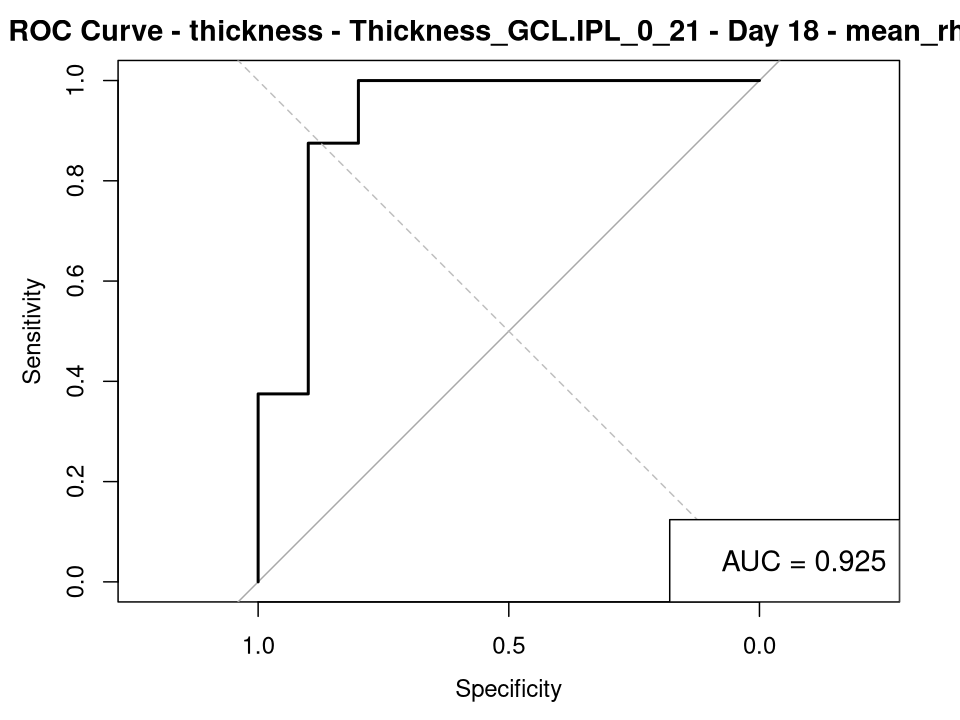 ROC Curve - thickness - Thickness_GCL.IPL_0_21 - Day 18 - mean_rh
1.0
0.8
0.6
0.4
0.2
0.0
Sensitivity
AUC = 0.925
1.0 0.5 0.0
Specificity